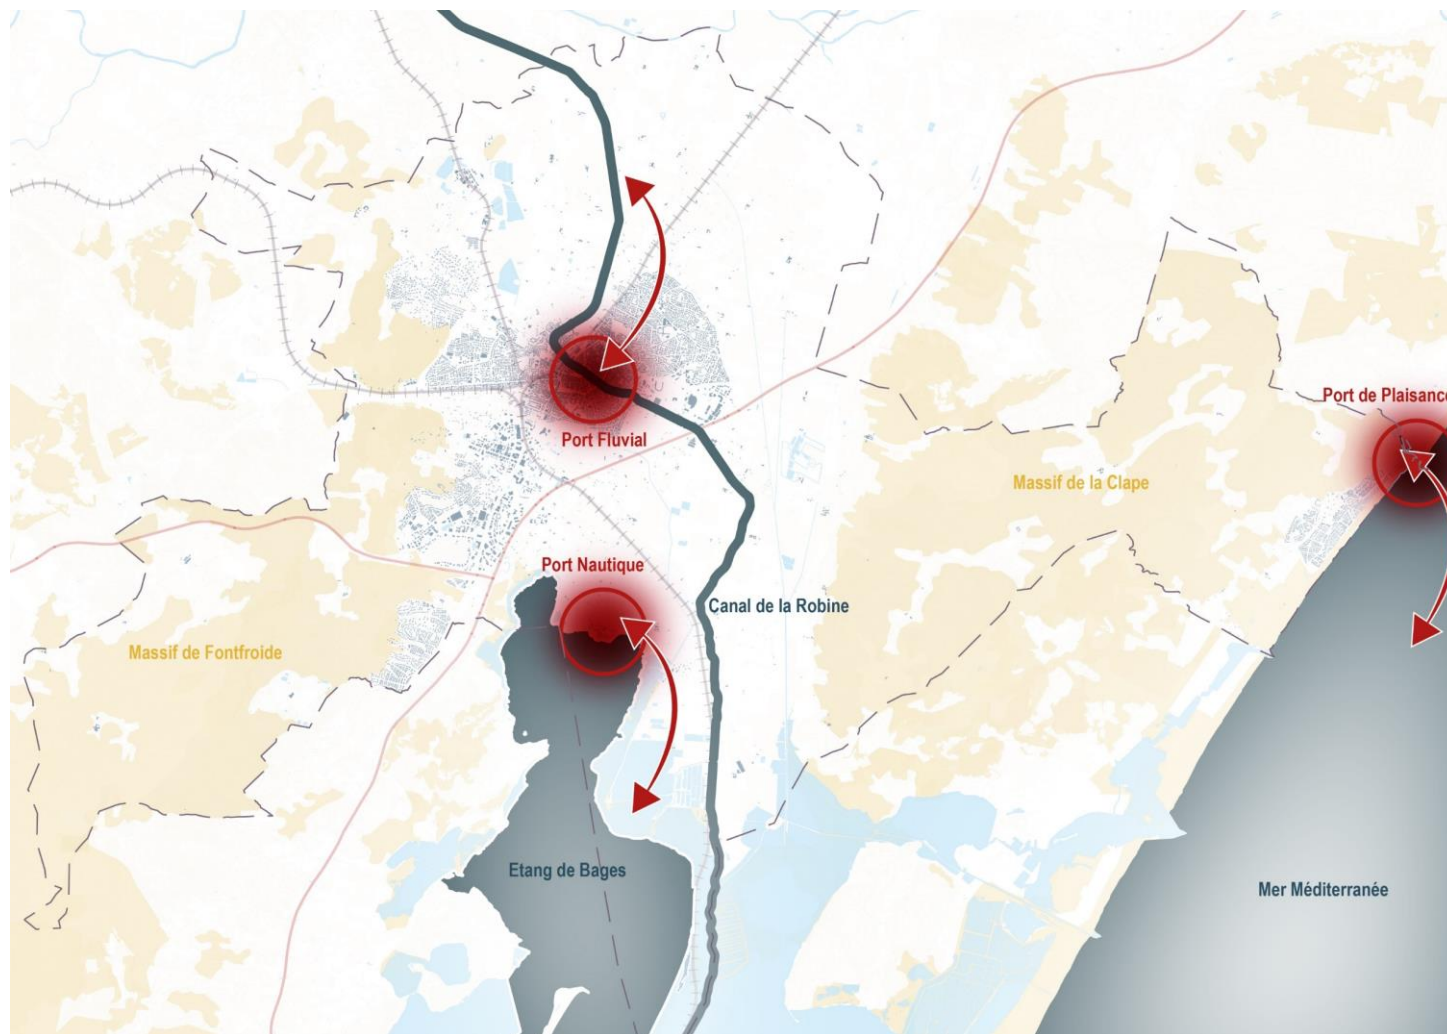 Port de Plaisance
Port Fluvial
Massif de la Clape
Port Nautique
Canal de la Robine
Massif de Fontfroide
Etang de Bages
Mer Méditerranée